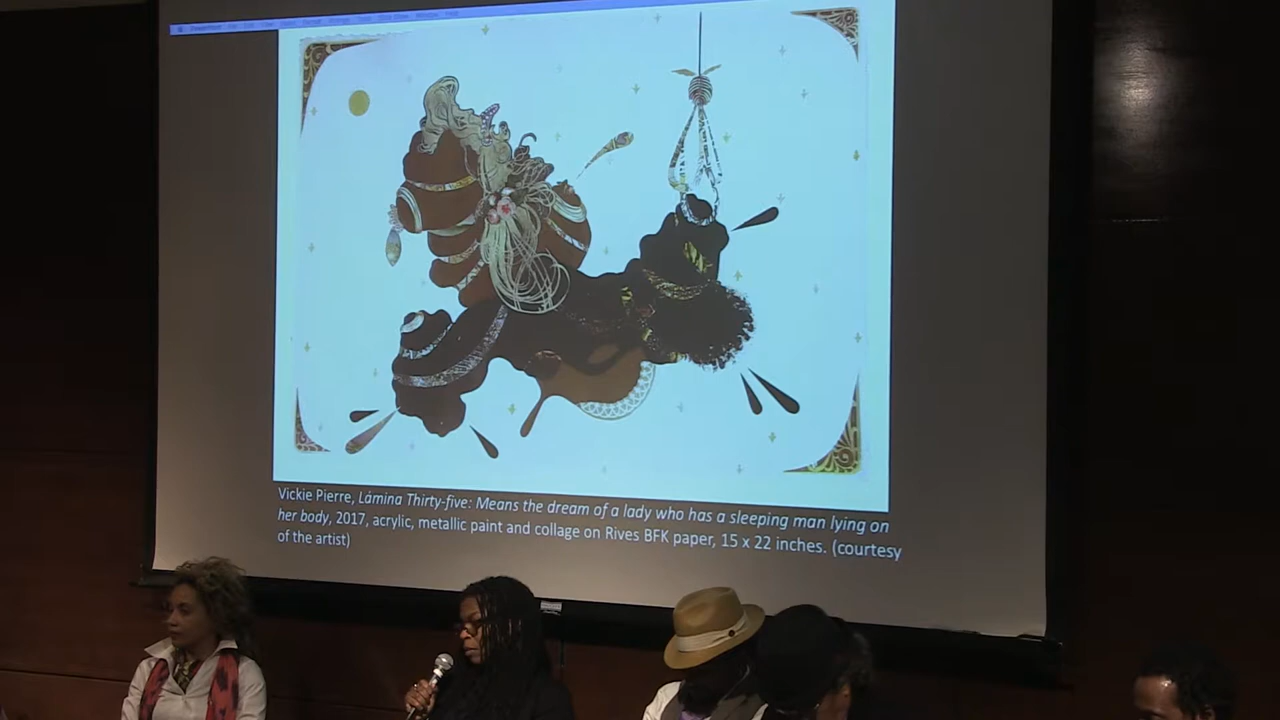 Vickie Pierre, Lámina Thirty-five: Means the dream of a lady who has a sleeping man lying on
her body, 2017, acrylic, metallic paint and collage on Rives BFK paper, 15 x 22 inches. (courtesy
of the artist)